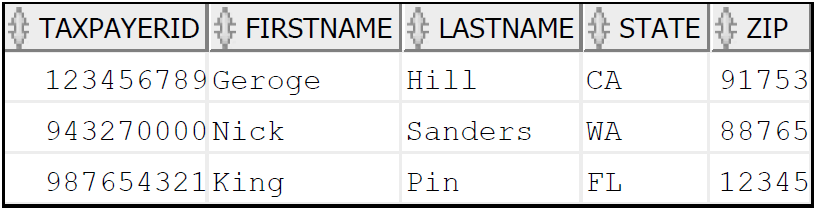 TAXPAYERID FIRSTNAME LASTNAME STATE ZIP
123456789 Geroge Hill CA 91753
943270000 Nick Sanders WA 88765
987654321 King Pin FL 12345